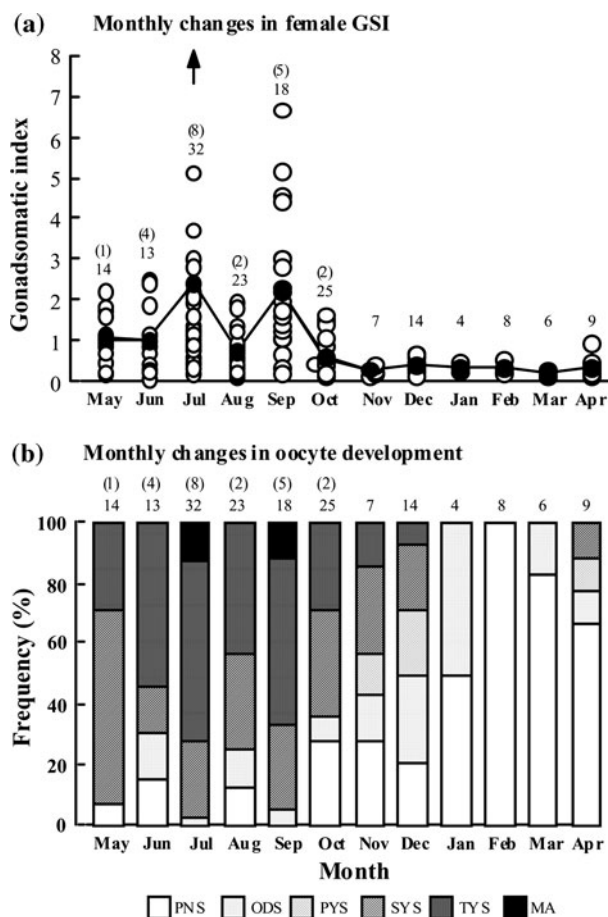 (a) Monthly changes in female GSI
8
7
6
5
4
3
2
1
0
Gonadsomatic index
(1) (4) (8) (2) (5) (2)
14 13 32 23 18 25 7 14 4 8 6 9
May Jun Jul Aug Sep Oct Nov Dec Jan Feb Mar Apr
(b) Monthly changes in oocyte development
(1) (4) (8) (2) (5) (2)
14 13 32 23 18 25 7 14 4 8 6 9
100
80
60
40
20
0
Frequency (%)
May Jun Jul Aug Sep Oct Nov Dec Jan Feb Mar Apr
Month
PNS ODS PYS SYS TYS MA